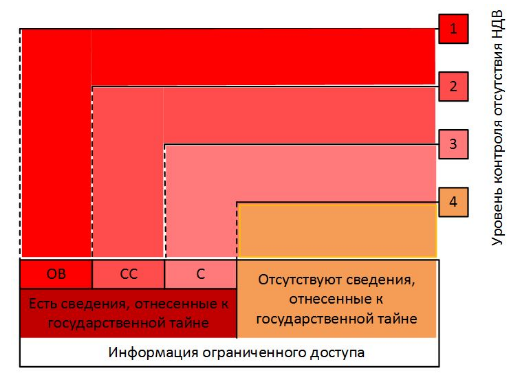 1
2
3
4
Уровень контроля отсутствия НДВ
ОВ
СС
С
Есть сведения, отнесенные к
государственной тайне
Отсутствуют сведения,
отнесенные к
государственной тайне
Информация ограниченного доступа